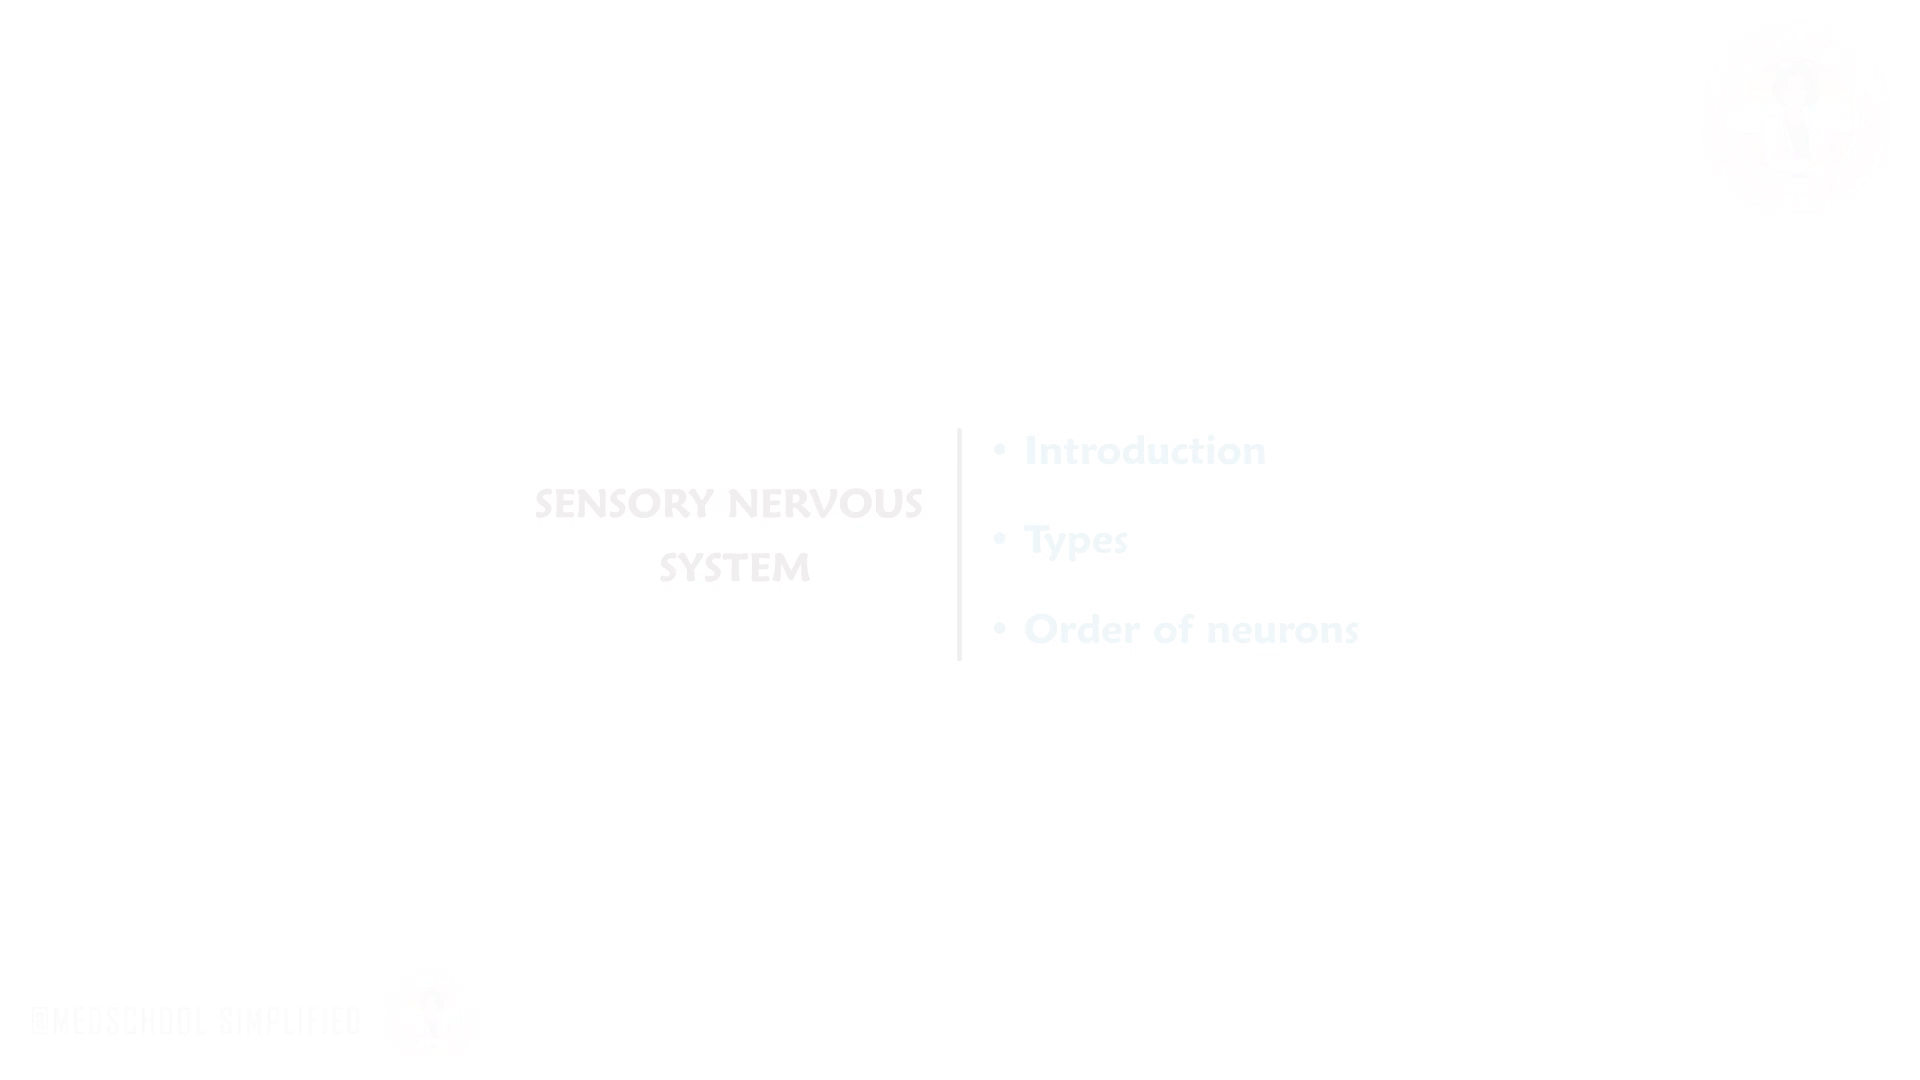 SENSORY NERVOUS
SYSTEM
• Introduction
• Types
• Order of neurons
@MEDSCHOOL SIMPLIFIED